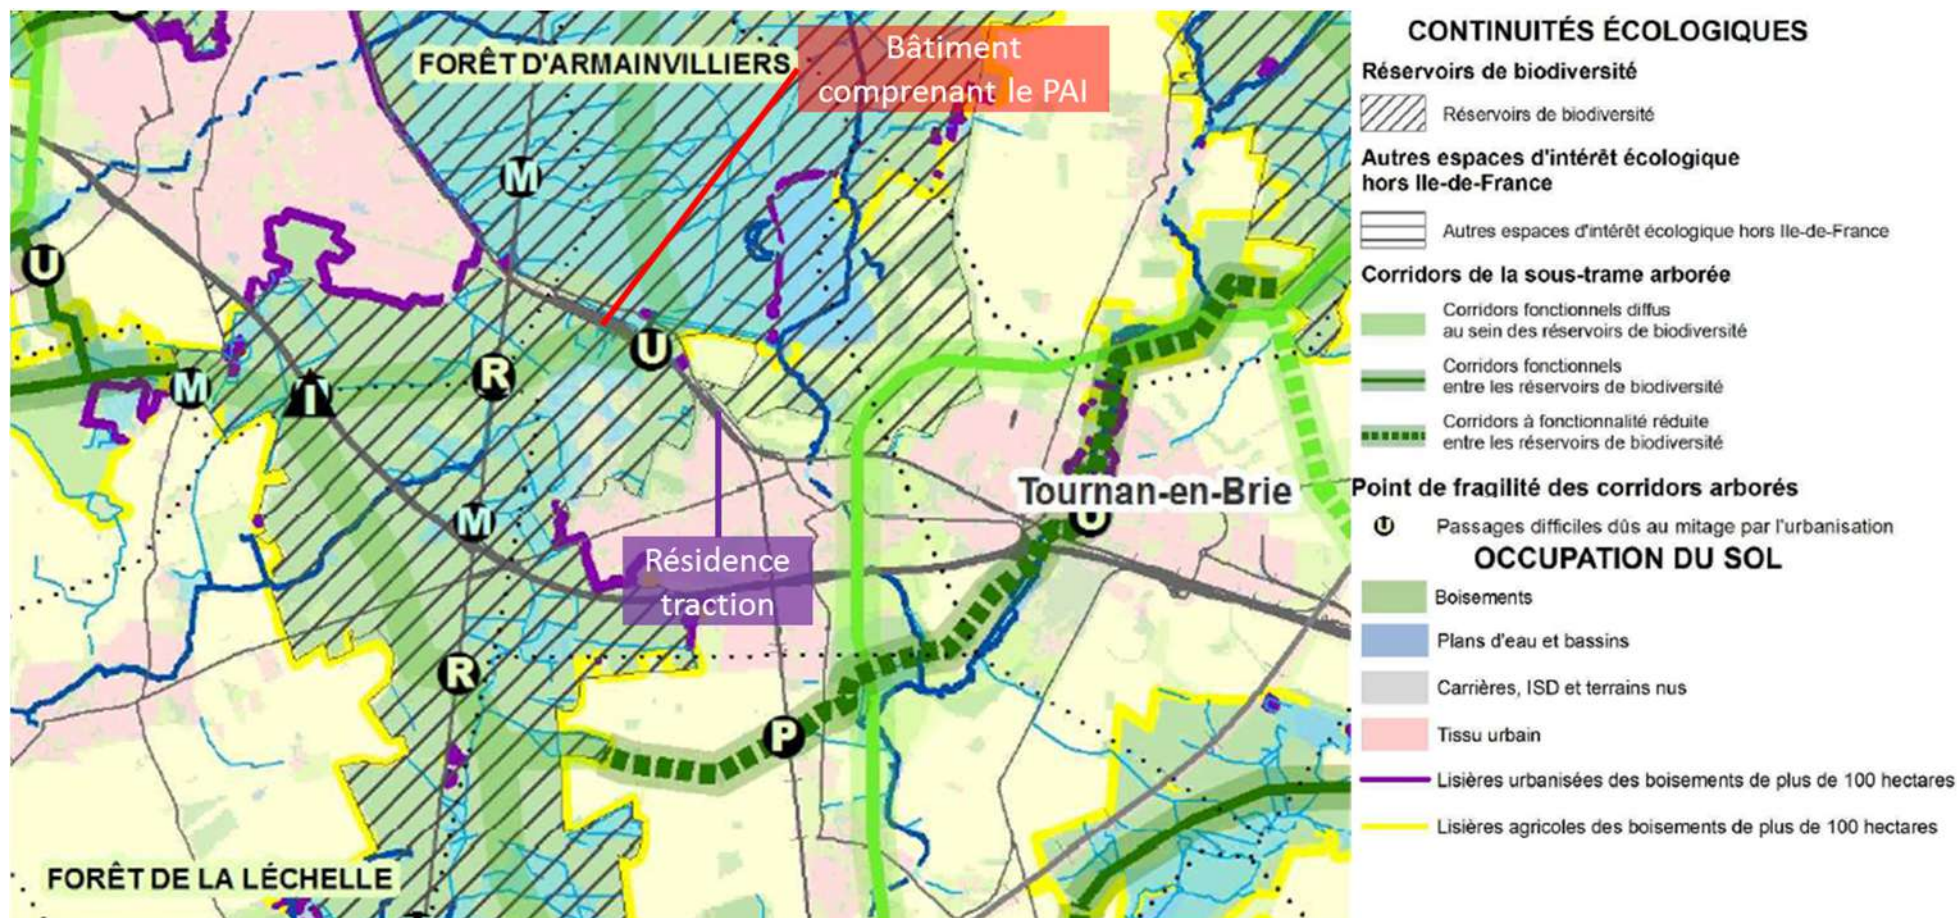 FORÊT D'ARMAINVILLIERS
Bâtiment
comprenant le PAI
U
M
U
U
M
I
R
M
R
P
U
Tournan-en-Brie
Résidence
traction
FORÊT DE LA LÉCHELLE
CONTINUITÉS ÉCOLOGIQUES
Réservoirs de biodiversité
Réservoirs de biodiversité
Autres espaces d'intérêt écologique
hors Ile-de-France
Autres espaces d'intérêt écologique hors Ile-de-France
Corridors de la sous-trame arborée
Corridors fonctionnels diffus
au sein des réservoirs de biodiversité
Corridors fonctionnels
entre les réservoirs de biodiversité
Corridors à fonctionnalité réduite
entre les réservoirs de biodiversité
Point de fragilité des corridors arborés
U Passages difficiles dûs au mitage par l'urbanisation
OCCUPATION DU SOL
Boisements
Plans d'eau et bassins
Carrières, ISD et terrains nus
Tissu urbain
Lisières urbanisées des boisements de plus de 100 hectares
Lisières agricoles des boisements de plus de 100 hectares